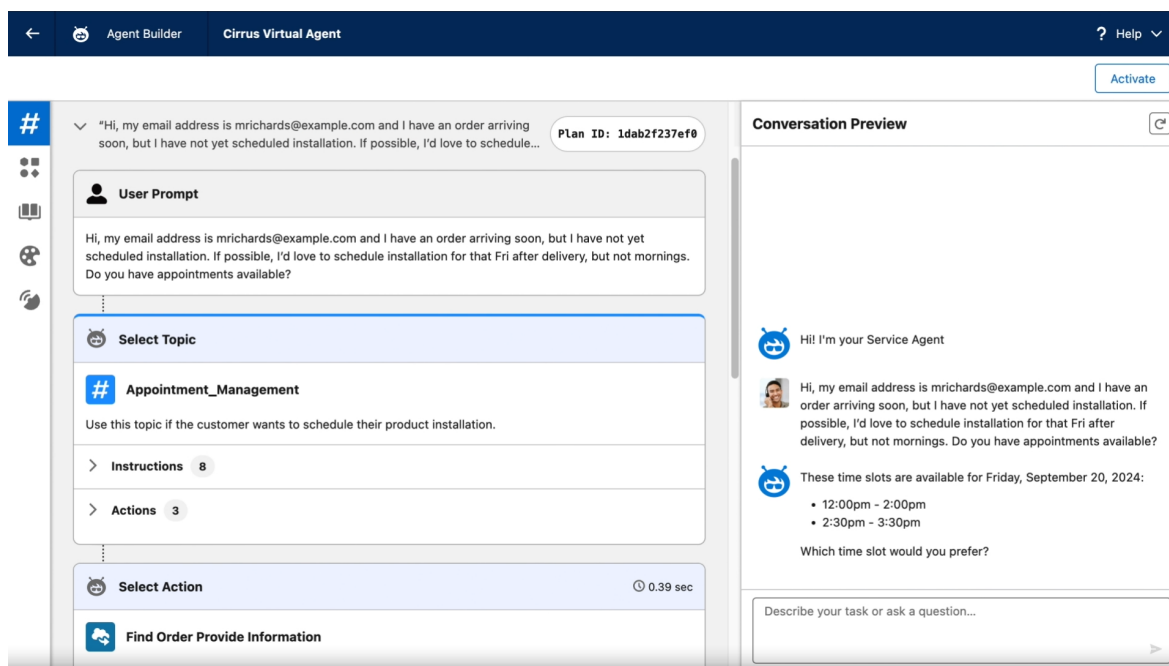 Agent Builder
Cirrus Virtual Agent
? Help
Activate
#
"Hi, my email address is mrichards@example.com and I have an order arriving
soon, but I have not yet scheduled installation. If possible, I'd love to schedule...
Plan ID: 1dab2f237ef0
User Prompt
Hi, my email address is mrichards@example.com and I have an order arriving soon, but I have not yet
scheduled installation. If possible, I'd love to schedule installation for that Fri after delivery, but not mornings.
Do you have appointments available?
Select Topic
# Appointment_Management
Use this topic if the customer wants to schedule their product installation.
Instructions 8
Actions 3
Select Action
0.39 sec
Find Order Provide Information
Conversation Preview
Hi! I'm your Service Agent
Hi, my email address is mrichards@example.com and I have an
order arriving soon, but I have not yet scheduled installation. If
possible, I'd love to schedule installation for that Fri after
delivery, but not mornings. Do you have appointments available?
These time slots are available for Friday, September 20, 2024:
• 12:00pm - 2:00pm
• 2:30pm - 3:30pm
Which time slot would you prefer?
Describe your task or ask a question...